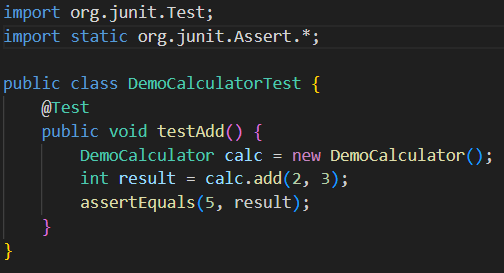 import org.junit.Test;
import static org.junit.Assert.*;
public class DemoCalculatorTest {
@Test
public void testAdd() {
DemoCalculator calc = new DemoCalculator();
int result = calc.add(2, 3);
assertEquals(5, result);
}
}